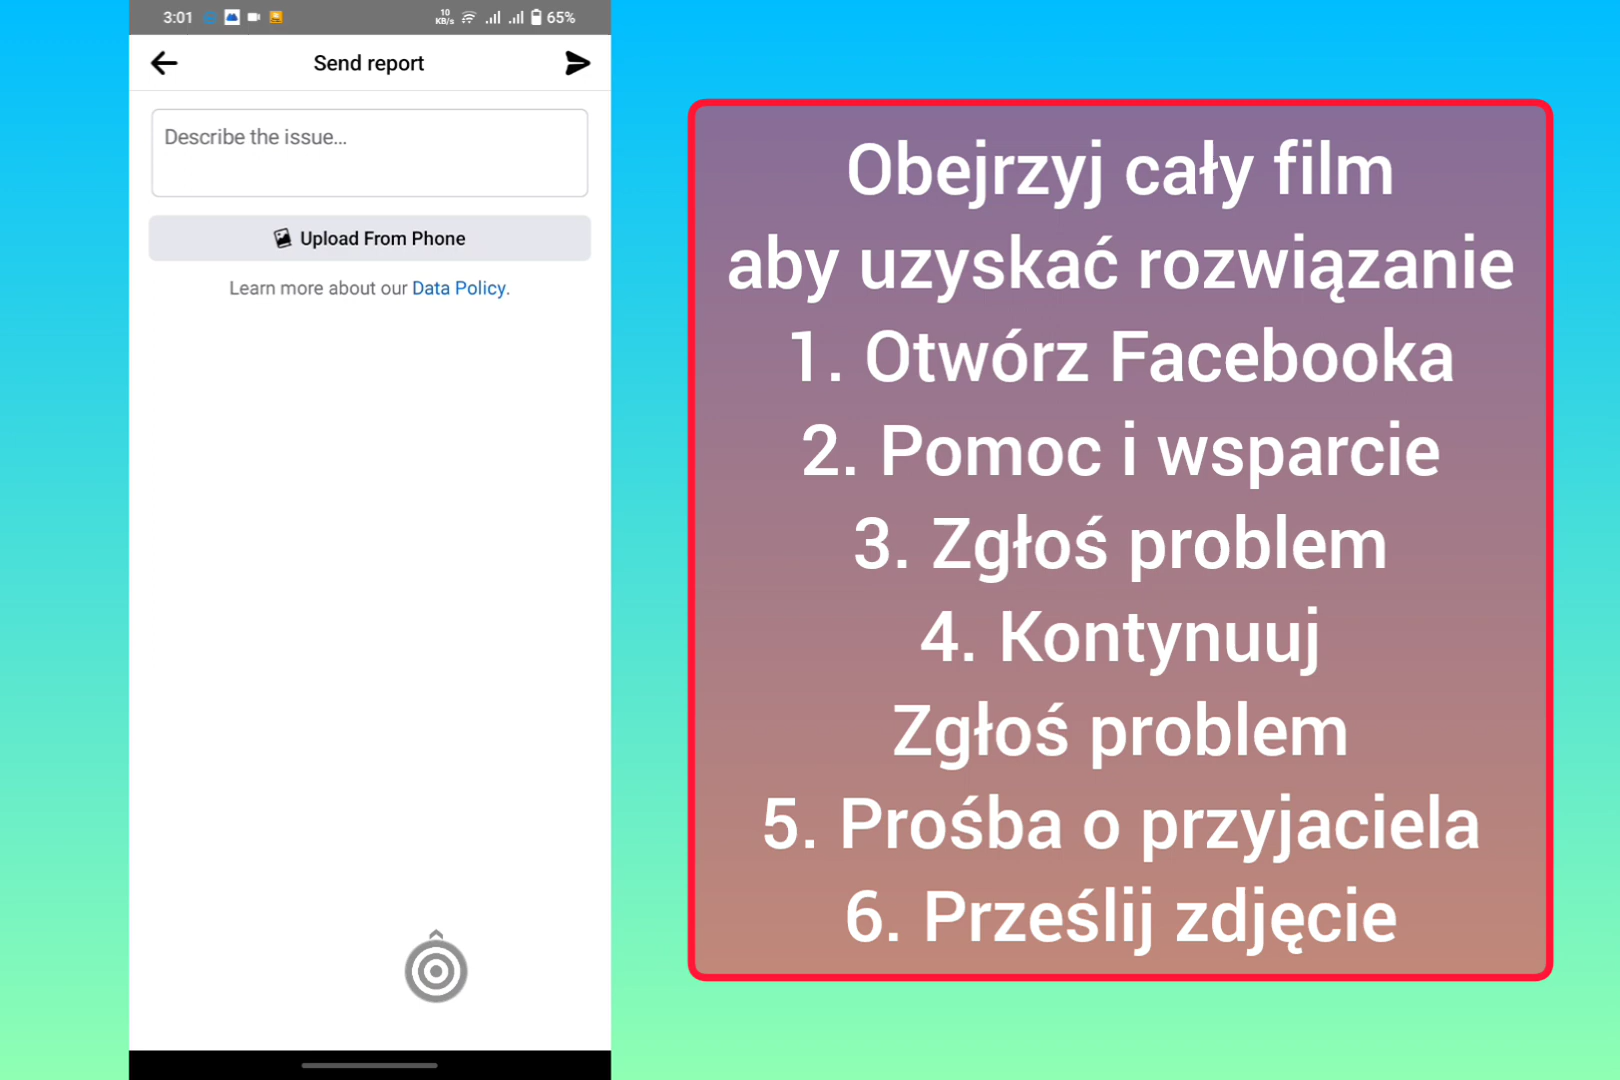 3:01
10
KB/s
65%
Send report
Describe the issue...
Upload From Phone
Learn more about our Data Policy.
Obejrzyj cały film
aby uzyskać rozwiązanie
1. Otwórz Facebooka
2. Pomoc i wsparcie
3. Zgłoś problem
4. Kontynuuj
Zgłoś problem
5. Prośba o przyjaciela
6. Prześlij zdjęcie